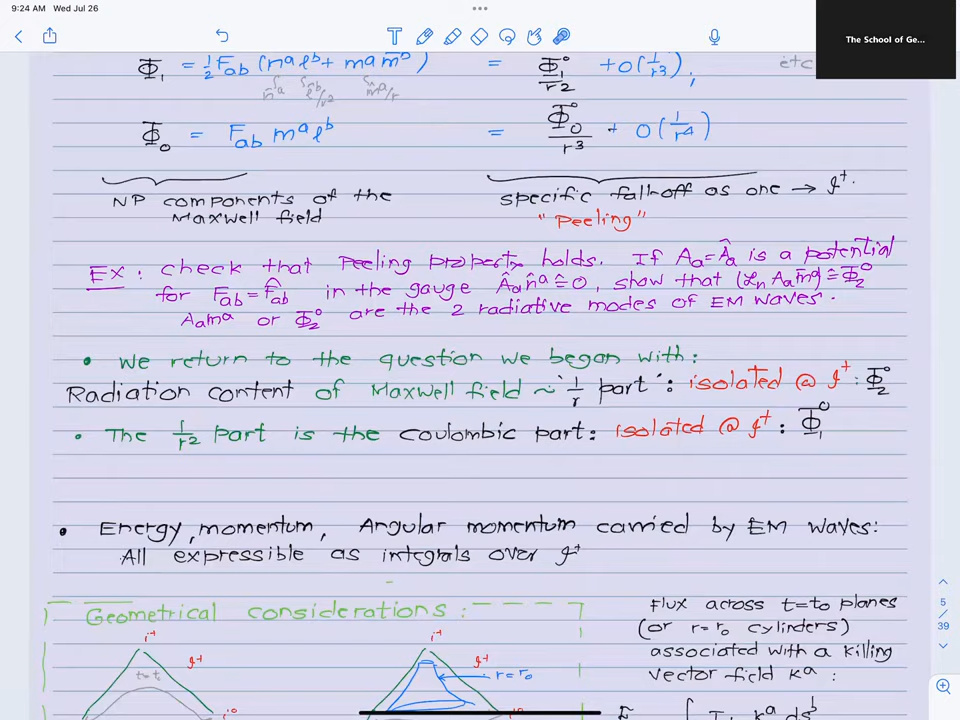 9:24 AM Wed Jul 26
The School of Ge...
Φ₁ = ½ F_ab (n^a l^b + m^a m̄^b) = Φ₁°/r² + O(1/r³), etc
Φ₀ = F_ab m^a l^b = Φ₀°/r³ + O(1/r⁴)
NP components of the Maxwell field
specific falloff as one → 𝓘⁺.
"Peeling"
EX: Check that Peeling property holds. If A_a = Â_a is a potential
for F_ab = F̂_ab in the gauge Â_a n̂^a ≙ 0, show that (𝓛_n A_a m̄^a) ≙ Φ₂°
A_a m^a or Φ₂° are the 2 radiative modes of EM waves.
• We return to the question we began with:
Radiation content of Maxwell field ~ '1/r part': isolated @ 𝓘⁺: Φ₂°
• The 1/r² part is the Coulombic part: isolated @ 𝓘⁺: Φ₁°
• Energy, momentum, Angular momentum carried by EM waves:
All expressible as integrals over 𝓘⁺
Geometrical considerations:
i⁺
𝓘⁺
t=t₀
i⁺
𝓘⁺
r=r₀
Flux across t=t₀ planes
(or r=r₀ cylinders)
associated with a killing
vector field K^a:
5
/
39